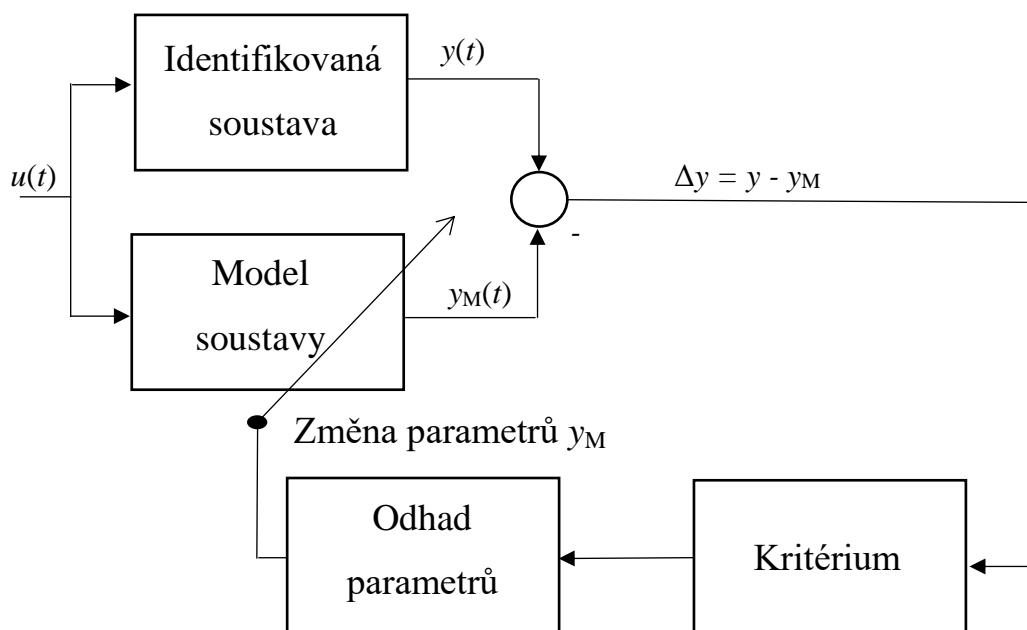 Identifikovaná
soustava
y(t)
u(t)
Δy = y - yM
-
Model
soustavy
yM(t)
Změna parametrů yM
Odhad
parametrů
Kritérium